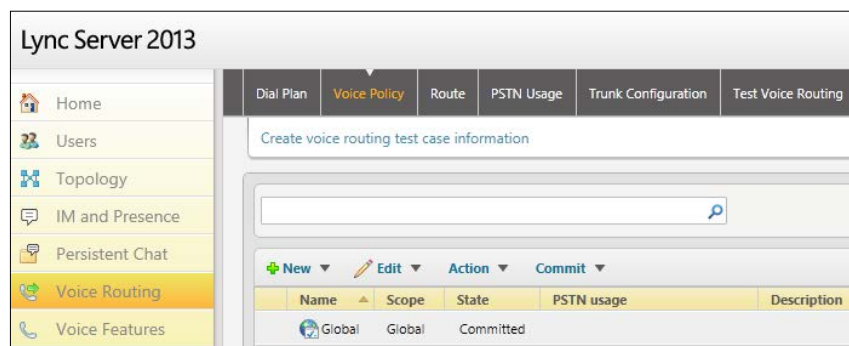 Lync Server 2013
Home
Users
Topology
IM and Presence
Persistent Chat
Voice Routing
Voice Features
Dial Plan Voice Policy Route PSTN Usage Trunk Configuration Test Voice Routing
Create voice routing test case information
New Edit Action Commit
Name Scope State PSTN usage Description
Global Global Committed